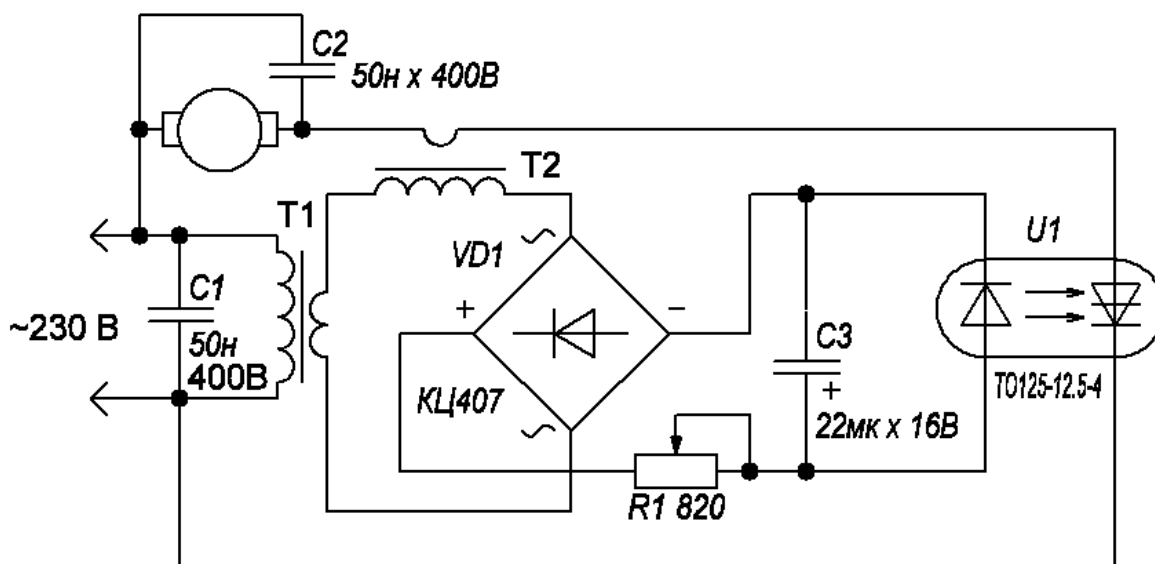 C2
50н x 400В
T2
T1
U1
VD1
~
+
−
C1
~230 В
50н
400В
C3
+
КЦ407
~
ТО125-12.5-4
22мк x 16В
R1 820